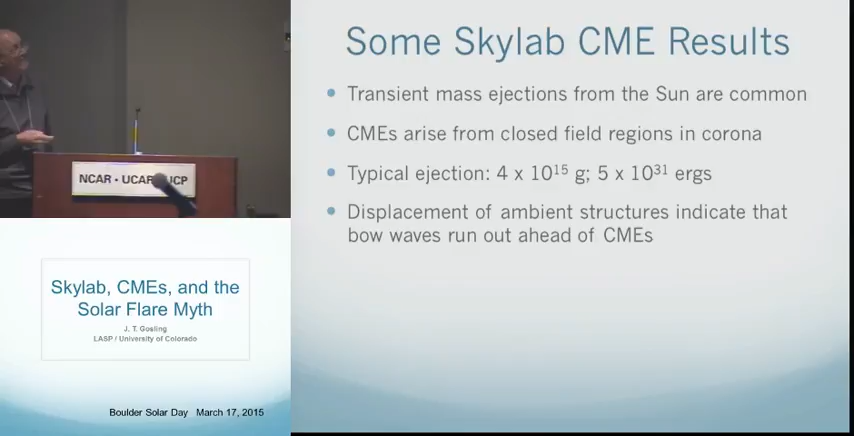 Some Skylab CME Results
• Transient mass ejections from the Sun are common
• CMEs arise from closed field regions in corona
• Typical ejection: 4 x 10¹⁵ g; 5 x 10³¹ ergs
• Displacement of ambient structures indicate that
bow waves run out ahead of CMEs
NCAR • UCAR
Skylab, CMEs, and the
Solar Flare Myth
J. T. Gosling
LASP / University of Colorado
Boulder Solar Day March 17, 2015